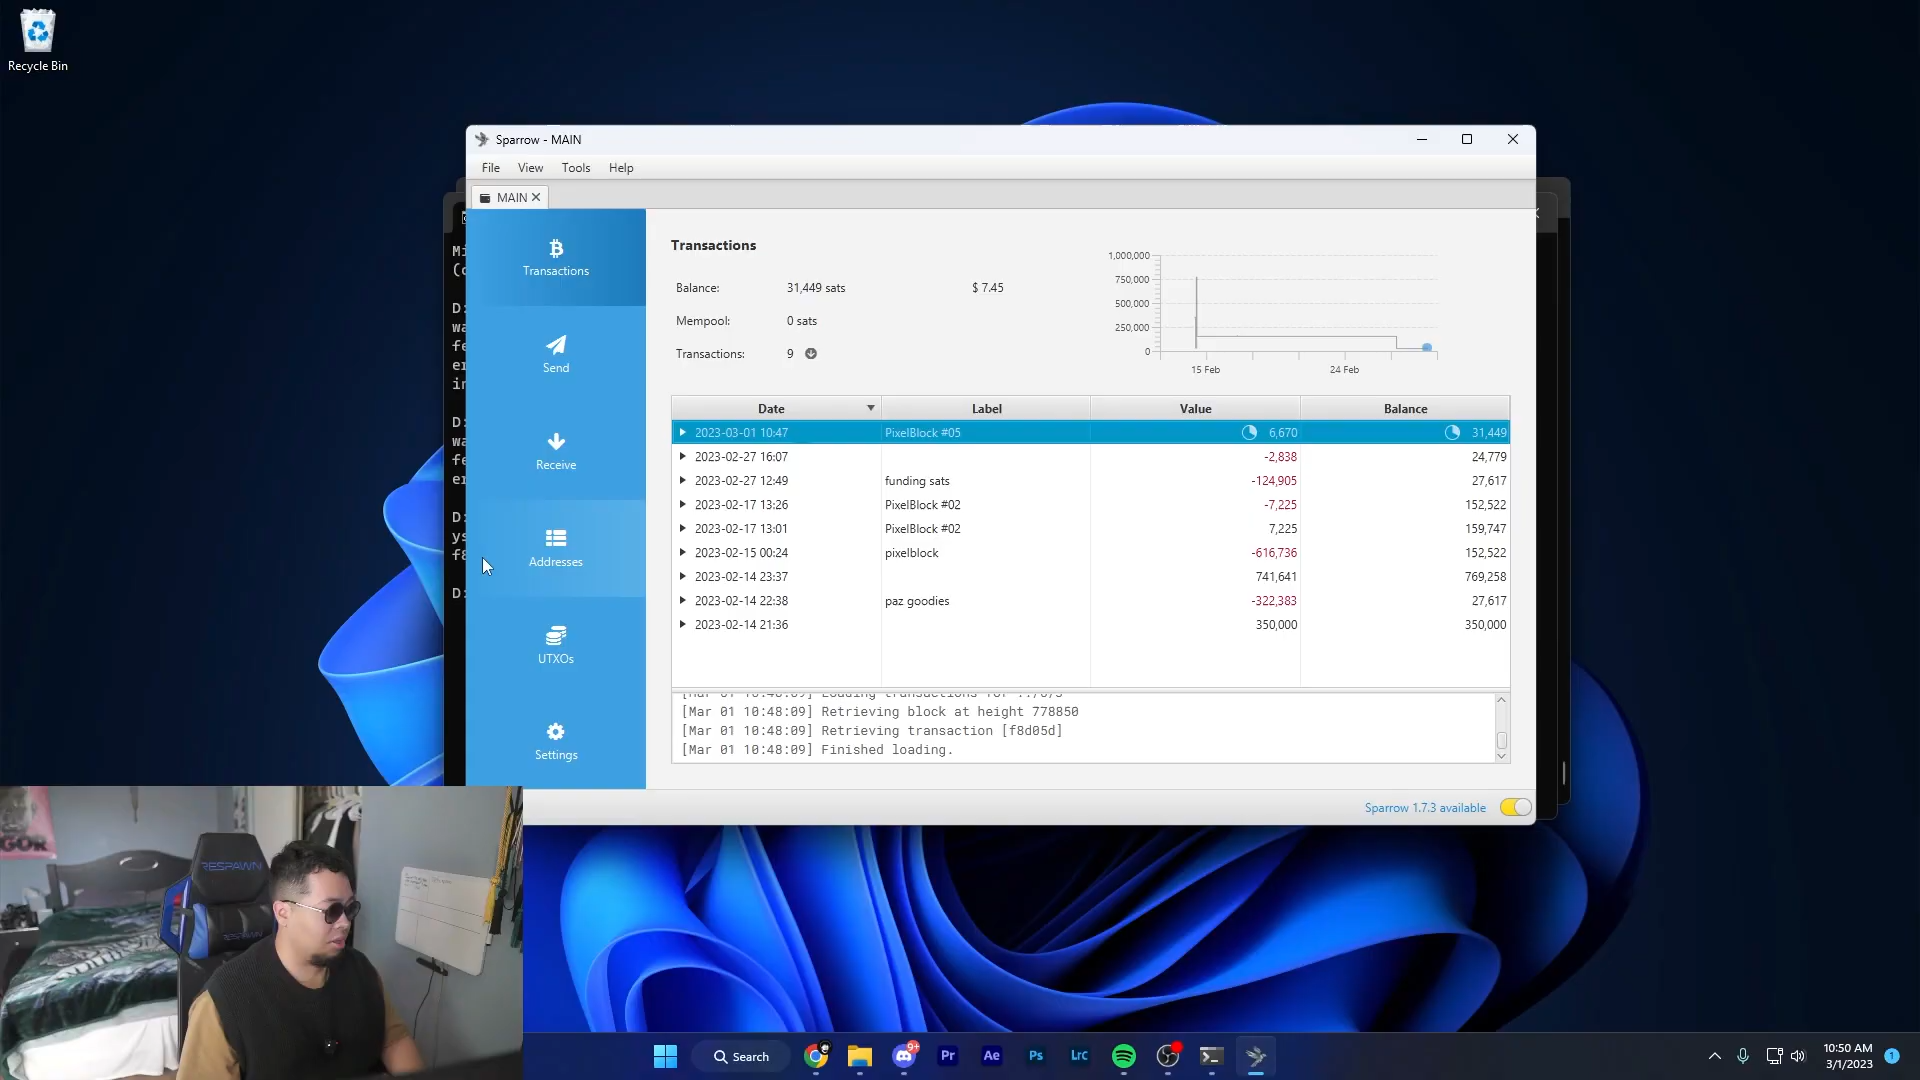 Recycle Bin
Sparrow - MAIN
File View Tools Help
MAIN
Transactions
Send
Receive
Addresses
UTXOs
Settings
Transactions
Balance: 31,449 sats $ 7.45
Mempool: 0 sats
Transactions: 9
1,000,000
750,000
500,000
250,000
0
15 Feb 24 Feb
Date Label Value Balance
2023-03-01 10:47 PixelBlock #05 6,670 31,449
2023-02-27 16:07 -2,838 24,779
2023-02-27 12:49 funding sats -124,905 27,617
2023-02-17 13:26 PixelBlock #02 -7,225 152,522
2023-02-17 13:01 PixelBlock #02 7,225 159,747
2023-02-15 00:24 pixelblock -616,736 152,522
2023-02-14 23:37 741,641 769,258
2023-02-14 22:38 paz goodies -322,383 27,617
2023-02-14 21:36 350,000 350,000
[Mar 01 10:48:09] Retrieving block at height 778850
[Mar 01 10:48:09] Retrieving transaction [f8d05d]
[Mar 01 10:48:09] Finished loading.
Sparrow 1.7.3 available
RESPAWN
Search
9+
Pr
Ae
Ps
LrC
10:50 AM
3/1/2023
1